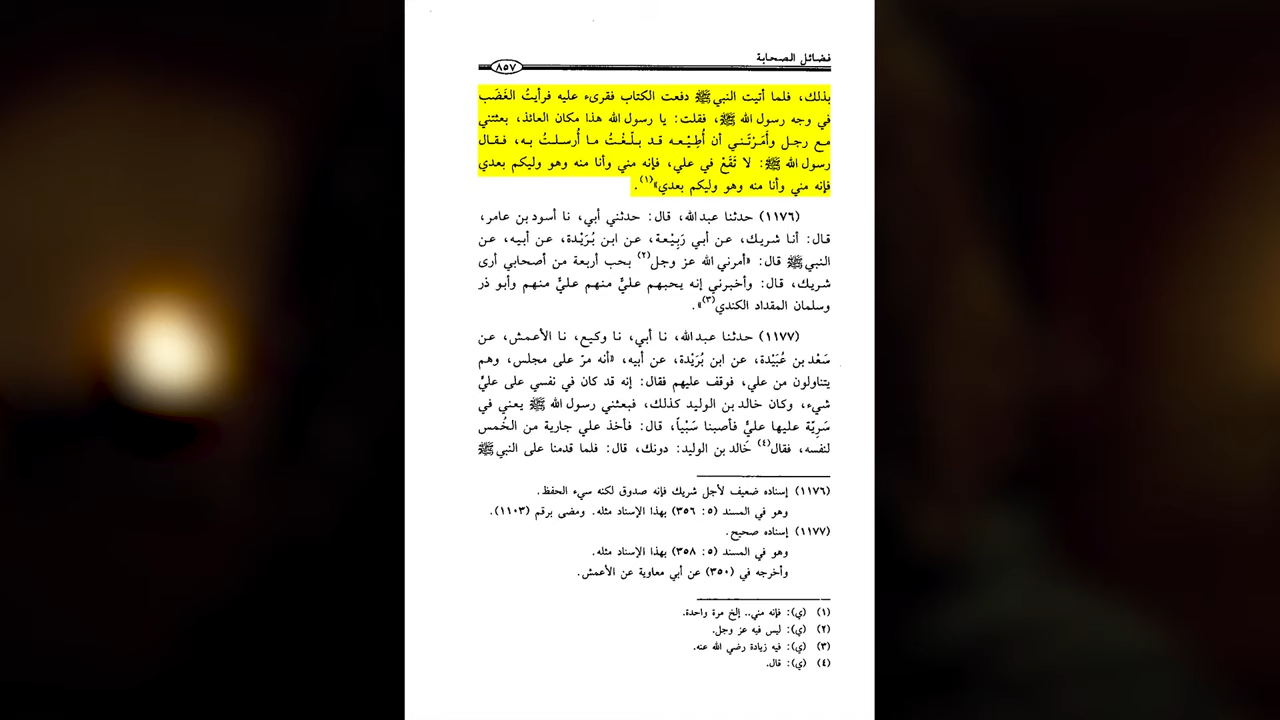 فضائل الصحابة
٨٥٧
بذلك، فلما أتيت النبي ﷺ دفعت الكتاب فقرىء عليه فرأيتُ الغَضَب
في وجه رسول الله ﷺ، فقلت: يا رسول الله هذا مكان العائذ، بعثتني
مع رجل وأَمَرْتَني أن أُطِيْعه قد بلّغْتُ ما أُرسلتُ به، فقال
رسول الله ﷺ: لا تَقَعْ في علي، فإنه مني وأنا منه وهو وليكم بعدي
فإنه مني وأنا منه وهو وليكم بعدي»(١).
(١١٧٦) حدثنا عبدالله، قال: حدثني أبي، نا أسود بن عامر،
قال: أنا شريك، عن أبي رَبِيْعة، عن ابن بُرَيْدة، عن أبيه، عن
النبي ﷺ قال: «أمرني الله عز وجل(٢) بحب أربعة من أصحابي أرى
شريك، قال: وأخبرني إنه يحبهم عليٌّ منهم عليٌّ منهم وأبو ذر
وسلمان المقداد الكندي(٣)».
(١١٧٧) حدثنا عبدالله، نا أبي، نا وكيع، نا الأعمش، عن
سَعْد بن عُبَيْدة، عن ابن بُرَيْدة، عن أبيه، «أنه مرّ على مجلس، وهم
يتناولون من علي، فوقف عليهم فقال: إنه قد كان في نفسي على عليٍّ
شيء، وكان خالد بن الوليد كذلك، فبعثني رسول الله ﷺ يعني في
سَرِيّة عليها عليٌّ فأصبنا سَبْياً، قال: فأخذ علي جارية من الخُمس
لنفسه، فقال(٤) خَالد بن الوليد: دونك، قال: فلما قدمنا على النبي ﷺ
(١١٧٦) إسناده ضعيف لأجل شريك فإنه صدوق لكنه سيء الحفظ.
وهو في المسند (٥: ٣٥٦) بهذا الإسناد مثله. ومضى برقم (١١٠٣).
(١١٧٧) إسناده صحيح.
وهو في المسند (٥: ٣٥٨) بهذا الإسناد مثله.
وأخرجه في (٣٥٠) عن أبي معاوية عن الأعمش.
(١) (ي): فإنه مني.. إلخ مرة واحدة.
(٢) (ي): ليس فيه عز وجل.
(٣) (ي): فيه زيادة رضي الله عنه.
(٤) (ي): قال.